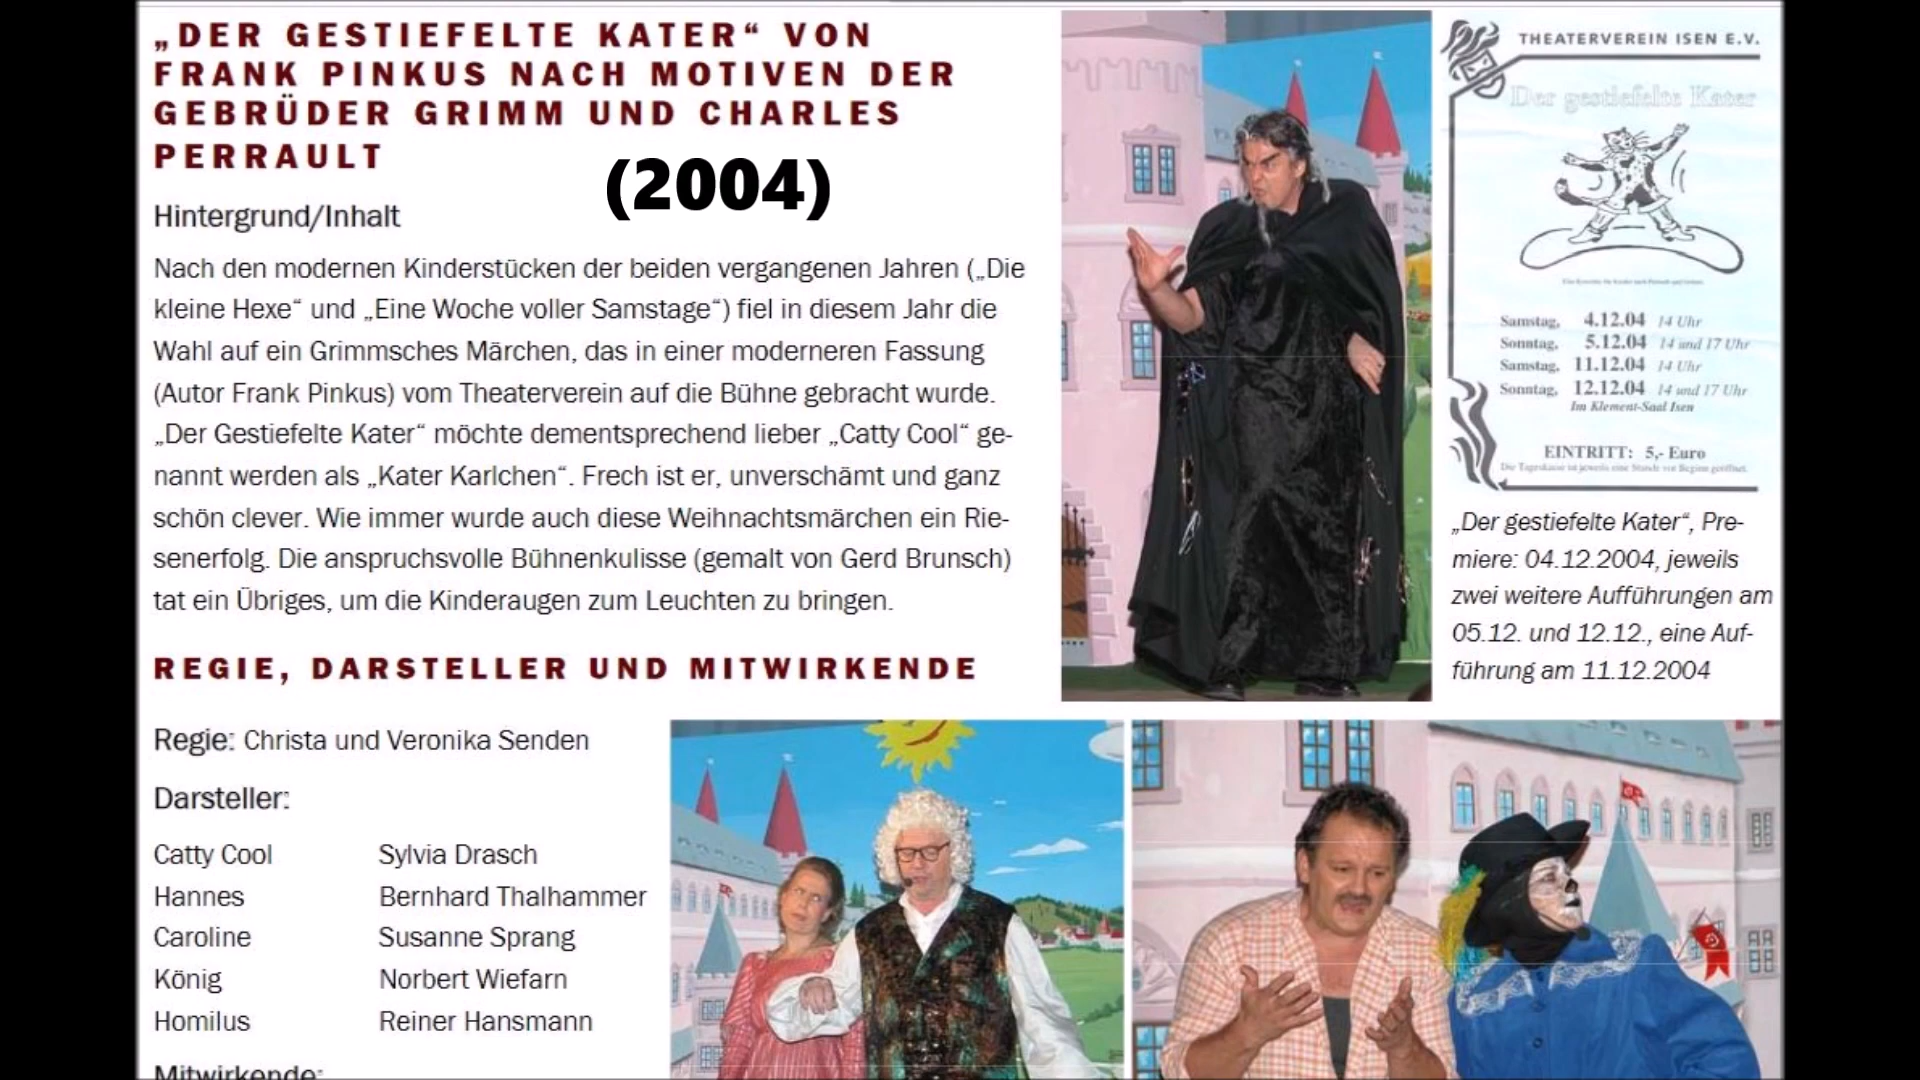 „DER GESTIEFELTE KATER“ VON
FRANK PINKUS NACH MOTIVEN DER
GEBRÜDER GRIMM UND CHARLES
PERRAULT
(2004)
Hintergrund/Inhalt
Nach den modernen Kinderstücken der beiden vergangenen Jahren („Die
kleine Hexe“ und „Eine Woche voller Samstage“) fiel in diesem Jahr die
Wahl auf ein Grimmsches Märchen, das in einer moderneren Fassung
(Autor Frank Pinkus) vom Theaterverein auf die Bühne gebracht wurde.
„Der Gestiefelte Kater“ möchte dementsprechend lieber „Catty Cool“ ge-
nannt werden als „Kater Karlchen“. Frech ist er, unverschämt und ganz
schön clever. Wie immer wurde auch diese Weihnachtsmärchen ein Rie-
senerfolg. Die anspruchsvolle Bühnenkulisse (gemalt von Gerd Brunsch)
tat ein Übriges, um die Kinderaugen zum Leuchten zu bringen.
REGIE, DARSTELLER UND MITWIRKENDE
Regie: Christa und Veronika Senden
Darsteller:
Catty Cool Sylvia Drasch
Hannes Bernhard Thalhammer
Caroline Susanne Sprang
König Norbert Wiefarn
Homilus Reiner Hansmann
Mitwirkende:
THEATERVEREIN ISEN E.V.
Der gestiefelte Kater
Samstag, 4.12.04 14 Uhr
Sonntag, 5.12.04 14 und 17 Uhr
Samstag, 11.12.04 14 Uhr
Sonntag, 12.12.04 14 und 17 Uhr
Im Klement-Saal Isen
EINTRITT: 5,- Euro
Die Tageskasse ist jeweils eine Stunde vor Beginn geöffnet.
„Der gestiefelte Kater“, Pre-
miere: 04.12.2004, jeweils
zwei weitere Aufführungen am
05.12. und 12.12., eine Auf-
führung am 11.12.2004